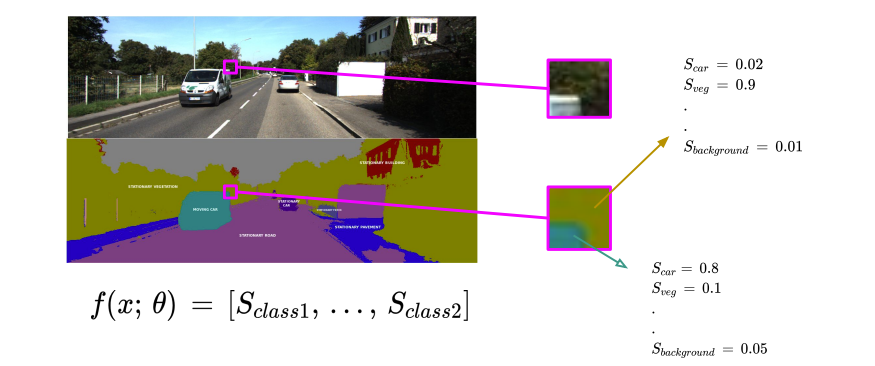 S_car = 0.02
S_veg = 0.9
.
.
S_background = 0.01
STATIONARY BUILDING
STATIONARY VEGETATION
STATIONARY
CAR
MOVING CAR
STATIONARY PAVEMENT
STATIONARY ROAD
S_car = 0.8
S_veg = 0.1
.
.
S_background = 0.05
f(x; θ) = [S_class1, …, S_class2]